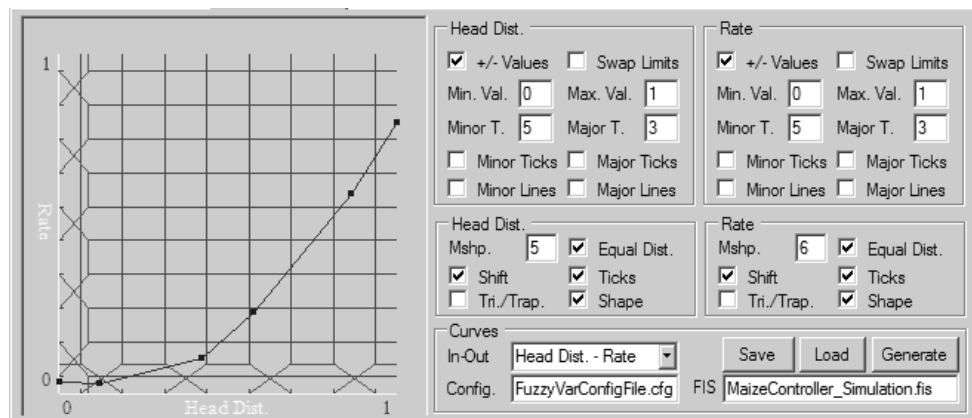 1
Rate
0
0
Head Dist.
1
Head Dist.
+/- Values Swap Limits
Min. Val. 0 Max. Val. 1
Minor T. 5 Major T. 3
Minor Ticks Major Ticks
Minor Lines Major Lines
Rate
+/- Values Swap Limits
Min. Val. 0 Max. Val. 1
Minor T. 5 Major T. 3
Minor Ticks Major Ticks
Minor Lines Major Lines
Head Dist.
Mshp. 5 Equal Dist.
Shift Ticks
Tri./Trap. Shape
Rate
Mshp. 6 Equal Dist.
Shift Ticks
Tri./Trap. Shape
Curves
In-Out Head Dist. - Rate Save Load Generate
Config. FuzzyVarConfigFile.cfg FIS MaizeController_Simulation.fis